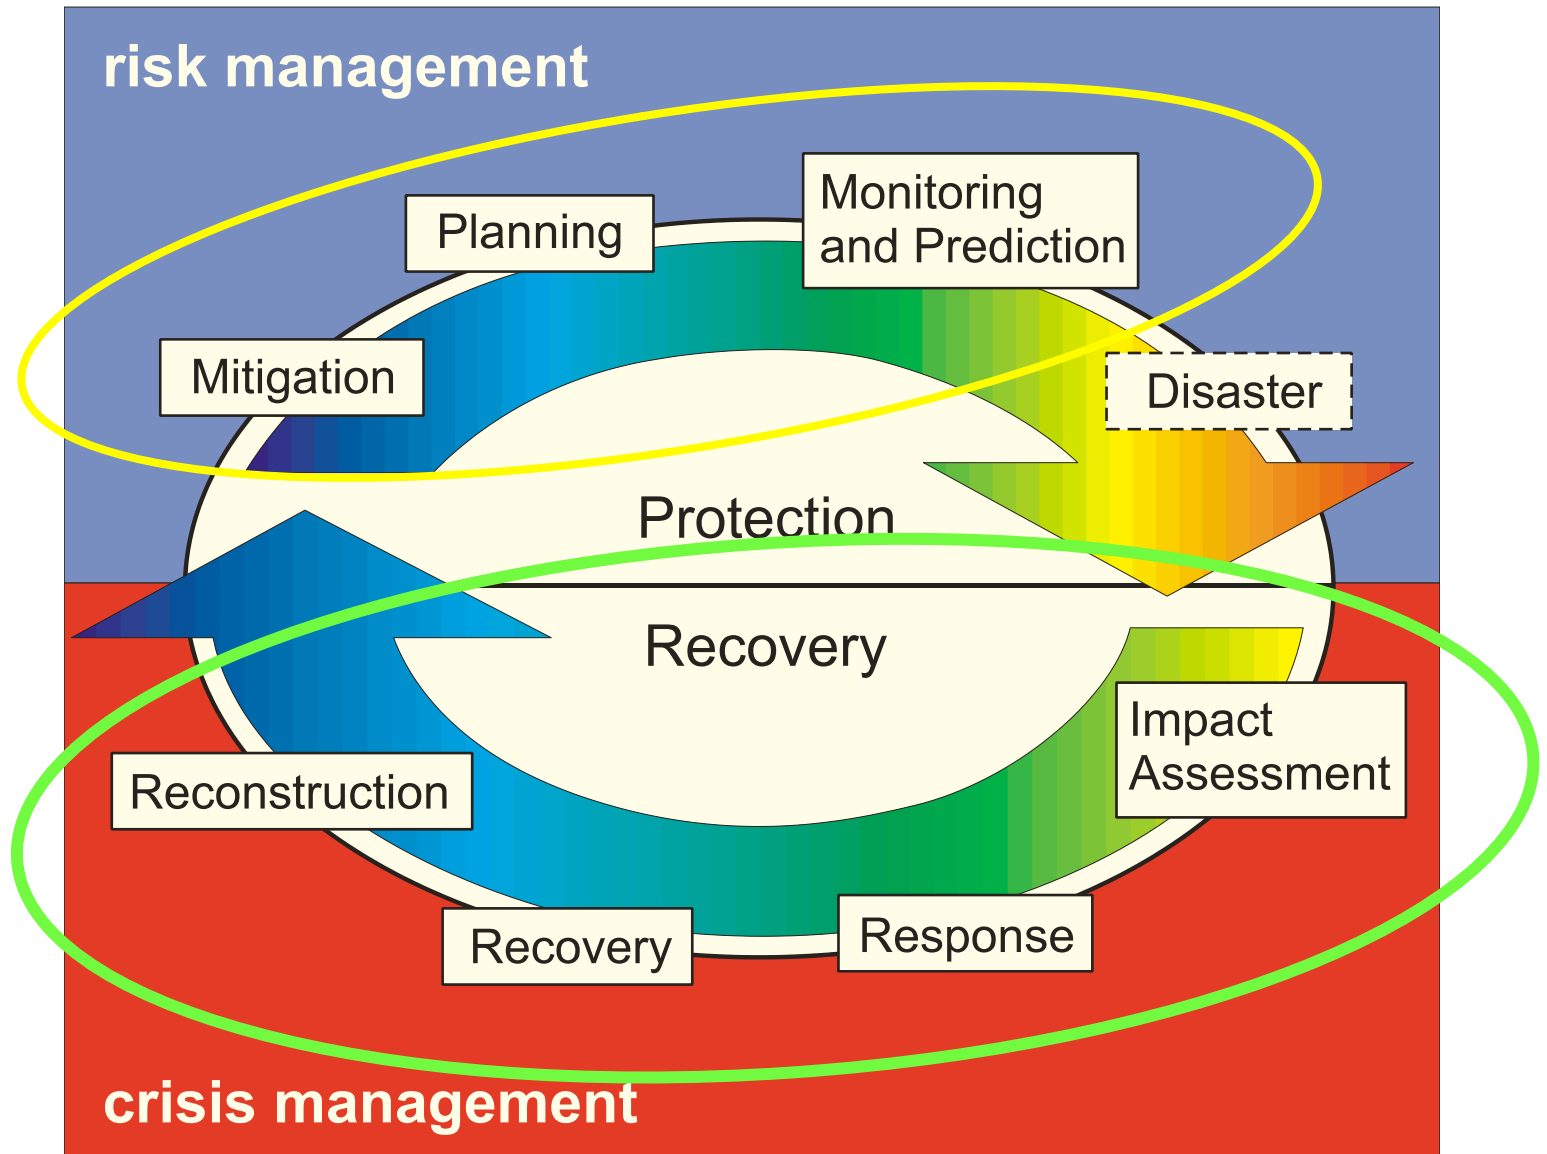 risk management
Monitoring
and Prediction
Planning
Mitigation
Disaster
Protection
Recovery
Impact
Assessment
Reconstruction
Response
Recovery
crisis management